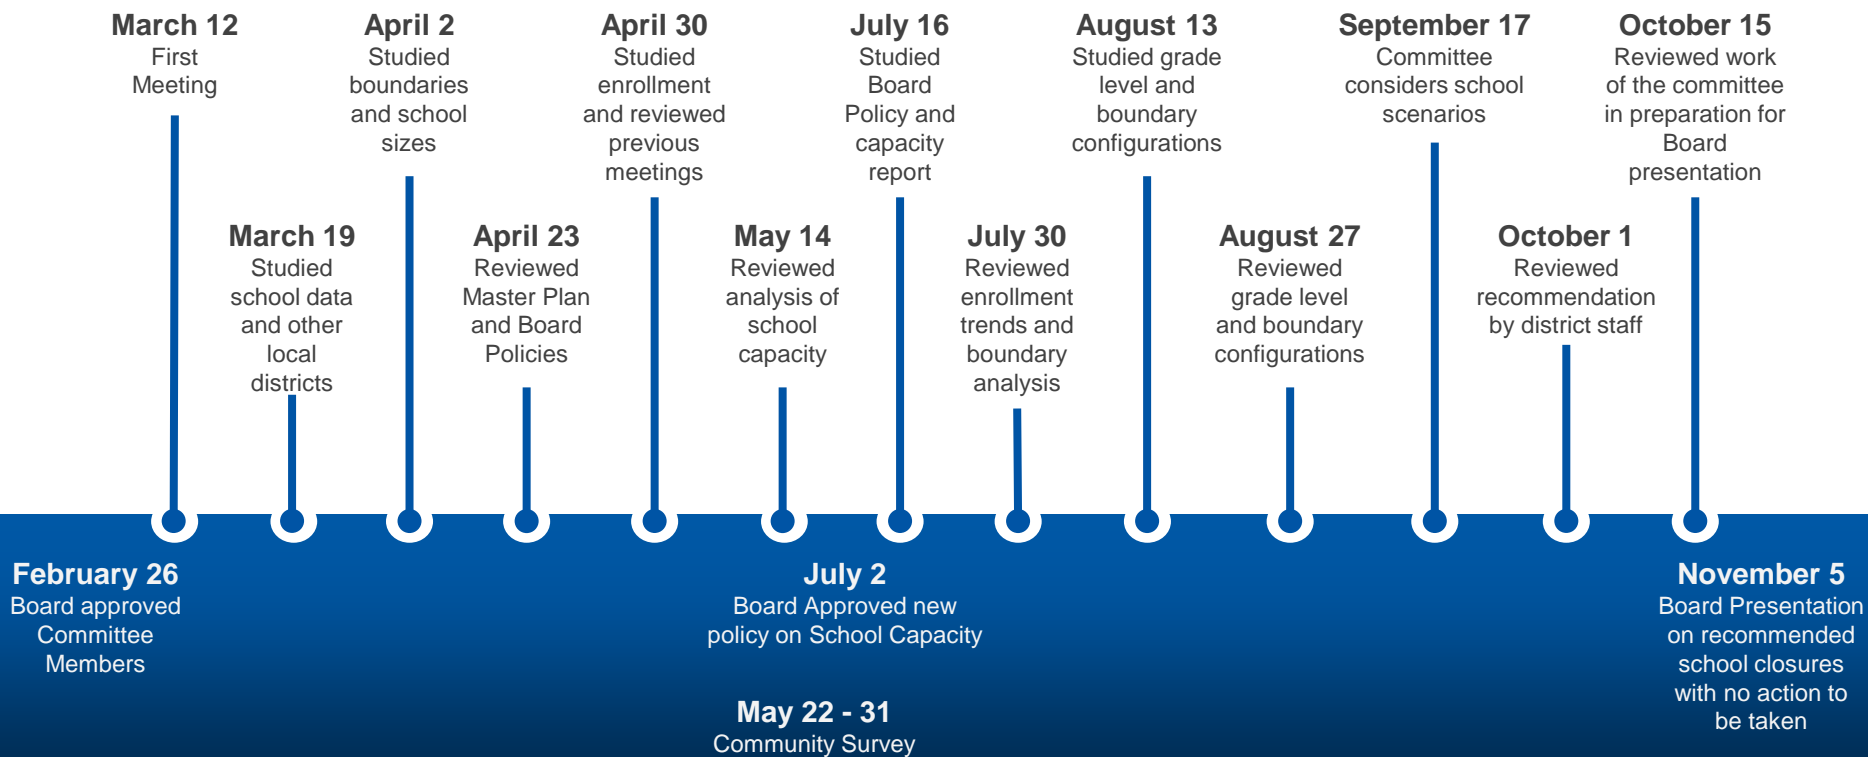 March 12
First
Meeting
April 2
Studied
boundaries
and school
sizes
April 30
Studied
enrollment
and reviewed
previous
meetings
July 16
Studied
Board
Policy and
capacity
report
August 13
Studied grade
level and
boundary
configurations
September 17
Committee
considers school
scenarios
October 15
Reviewed work
of the committee
in preparation for
Board
presentation
March 19
Studied
school data
and other
local
districts
April 23
Reviewed
Master Plan
and Board
Policies
May 14
Reviewed
analysis of
school
capacity
July 30
Reviewed
enrollment
trends and
boundary
analysis
August 27
Reviewed
grade level
and boundary
configurations
October 1
Reviewed
recommendation
by district staff
February 26
Board approved
Committee
Members
July 2
Board Approved new
policy on School Capacity
May 22 - 31
Community Survey
November 5
Board Presentation
on recommended
school closures
with no action to
be taken